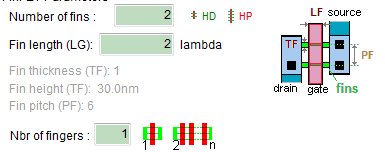 Number of fins : 2 HD HP
Fin length (LG): 2 lambda
Fin thickness (TF): 1
Fin height (TF): 30.0nm
Fin pitch (PF): 6
Nbr of fingers : 1 1 2 n
LF source
TF
PF
drain gate fins